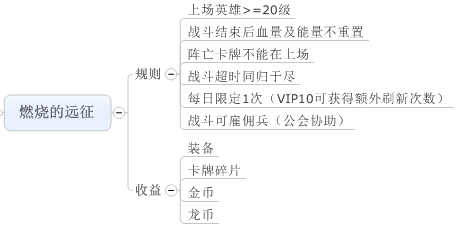 燃烧的远征
规则
上场英雄>=20级
战斗结束后血量及能量不重置
阵亡卡牌不能在上场
战斗超时同归于尽
每日限定1次（VIP10可获得额外刷新次数）
战斗可雇佣兵（公会协助）
收益
装备
卡牌碎片
金币
龙币